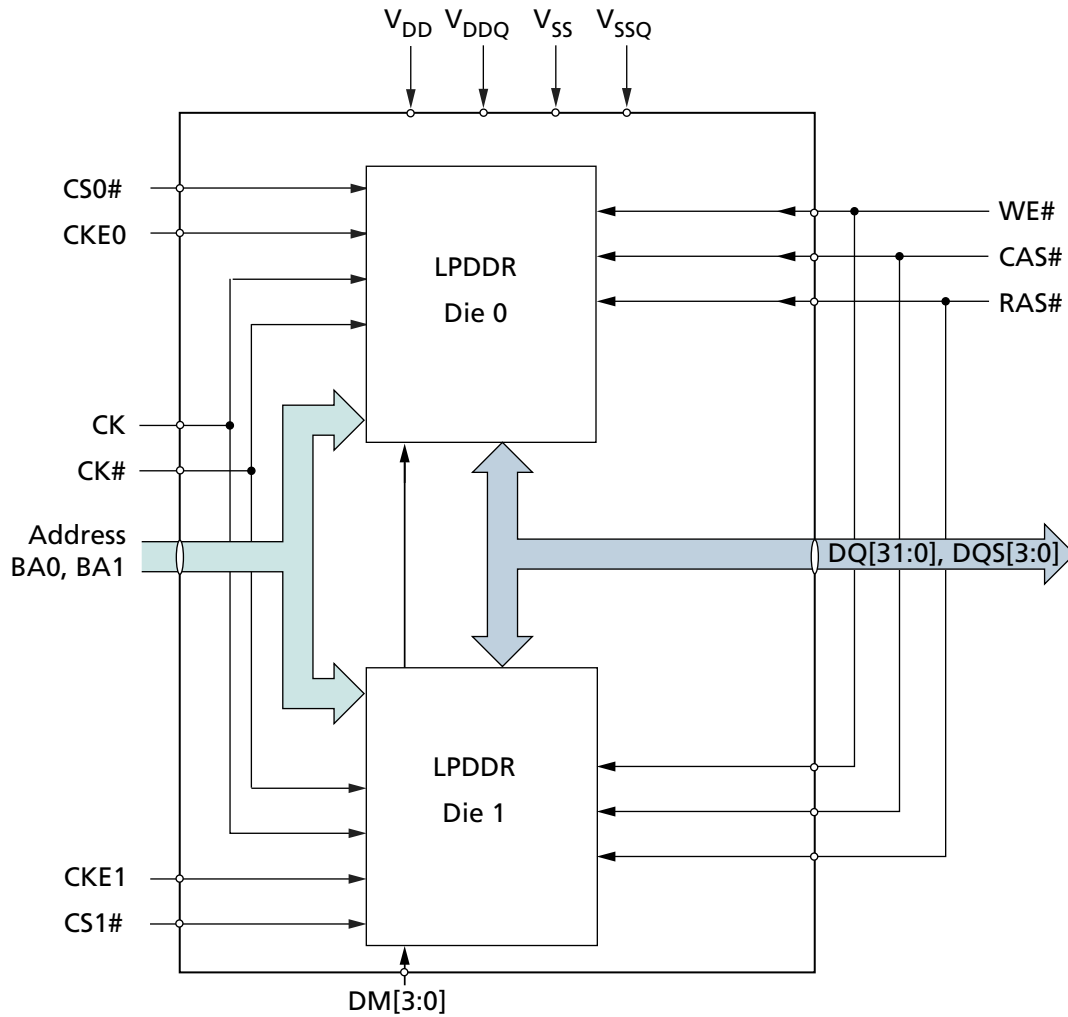 VDD VDDQ VSS VSSQ
CS0#
CKE0
LPDDR
Die 0
WE#
CAS#
RAS#
CK
CK#
Address
BA0, BA1
DQ[31:0], DQS[3:0]
LPDDR
Die 1
CKE1
CS1#
DM[3:0]